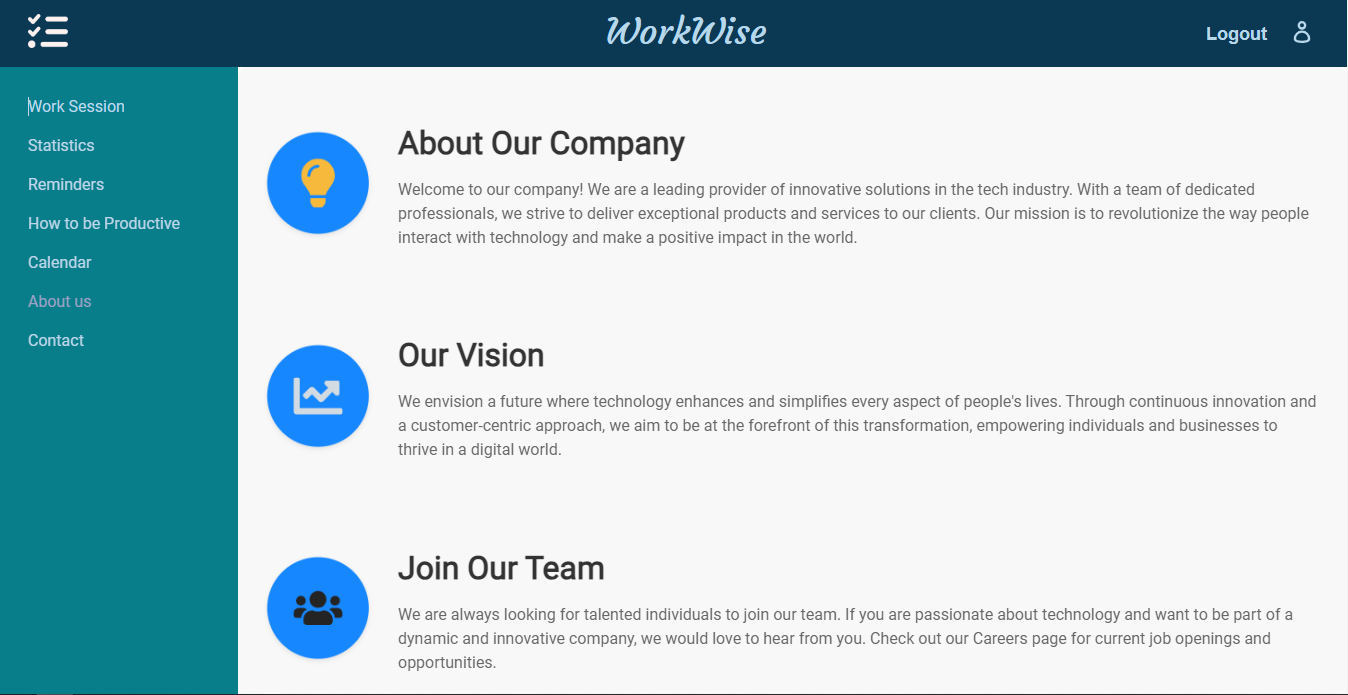 WorkWise
Logout
Work Session
Statistics
Reminders
How to be Productive
Calendar
About us
Contact
About Our Company
Welcome to our company! We are a leading provider of innovative solutions in the tech industry. With a team of dedicated
professionals, we strive to deliver exceptional products and services to our clients. Our mission is to revolutionize the way people
interact with technology and make a positive impact in the world.
Our Vision
We envision a future where technology enhances and simplifies every aspect of people's lives. Through continuous innovation and
a customer-centric approach, we aim to be at the forefront of this transformation, empowering individuals and businesses to
thrive in a digital world.
Join Our Team
We are always looking for talented individuals to join our team. If you are passionate about technology and want to be part of a
dynamic and innovative company, we would love to hear from you. Check out our Careers page for current job openings and
opportunities.